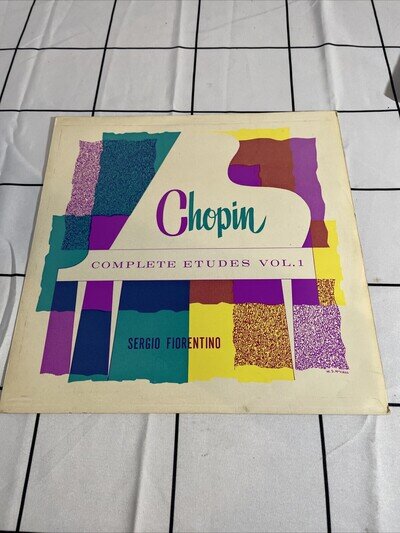 Chopin
COMPLETE ETUDES VOL.1
SERGIO FIORENTINO